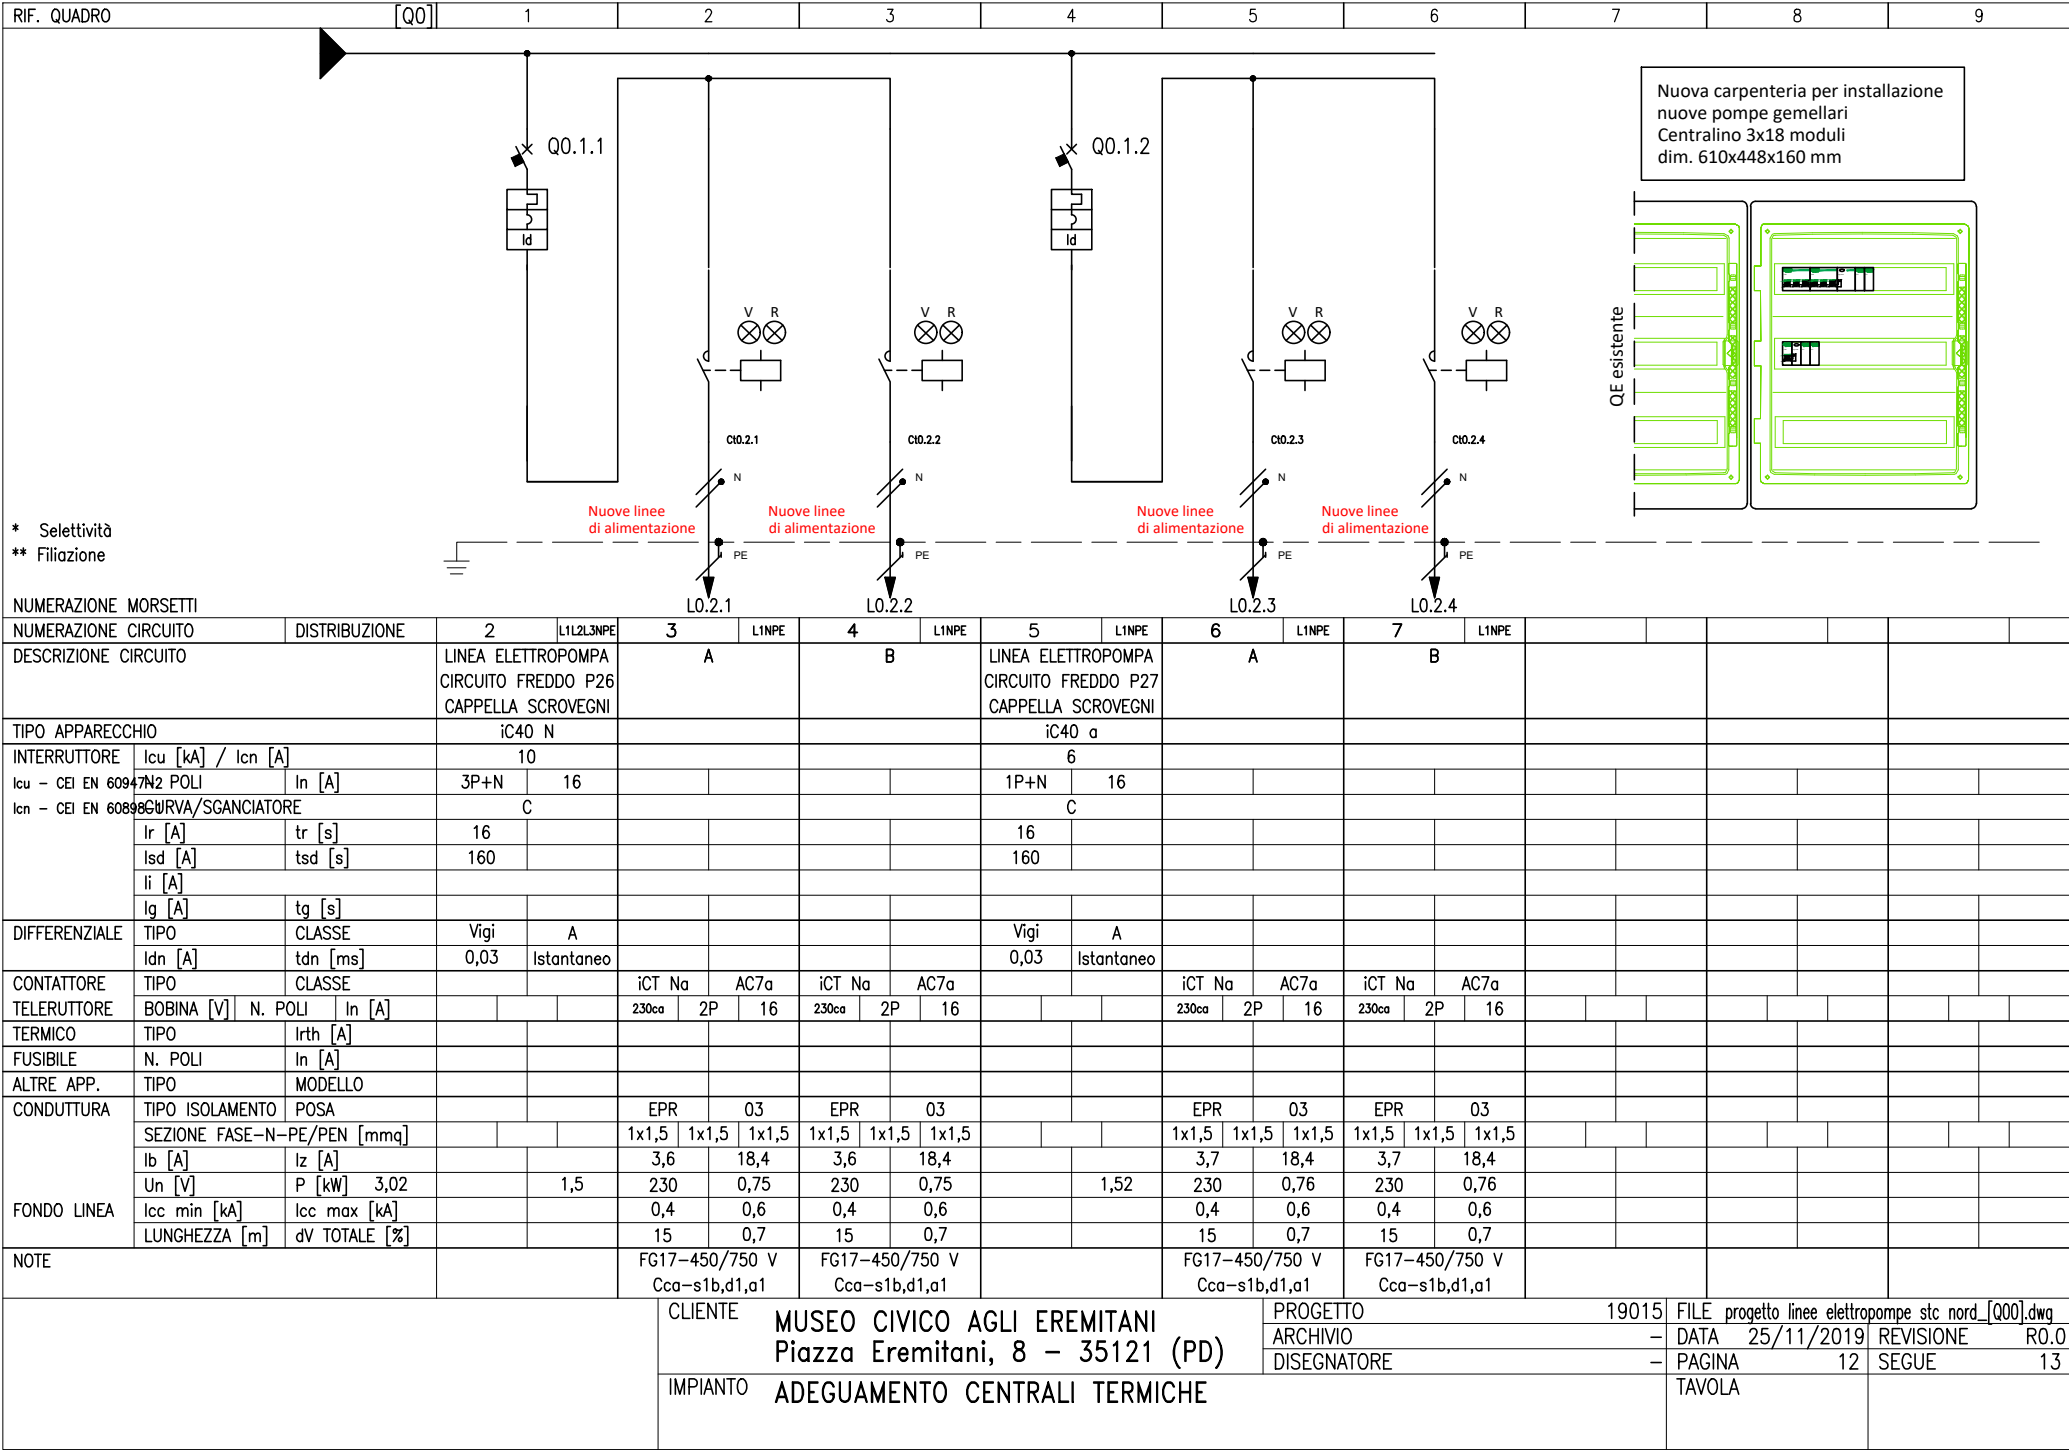 RIF. QUADRO [Q0] 1 2 3 4 5 6 7 8 9
Nuova carpenteria per installazione
nuove pompe gemellari
Centralino 3x18 moduli
dim. 610x448x160 mm
Q0.1.1 Q0.1.2
Id Id
V R V R V R V R
QE esistente
Ct0.2.1 Ct0.2.2 Ct0.2.3 Ct0.2.4
N N N N
Nuove linee Nuove linee Nuove linee Nuove linee
di alimentazione di alimentazione di alimentazione di alimentazione
* Selettività
** Filiazione
PE PE PE PE
NUMERAZIONE MORSETTI L0.2.1 L0.2.2 L0.2.3 L0.2.4
NUMERAZIONE CIRCUITO DISTRIBUZIONE 2 L1L2L3NPE 3 L1NPE 4 L1NPE 5 L1NPE 6 L1NPE 7 L1NPE
DESCRIZIONE CIRCUITO LINEA ELETTROPOMPA A B LINEA ELETTROPOMPA A B
CIRCUITO FREDDO P26 CIRCUITO FREDDO P27
CAPPELLA SCROVEGNI CAPPELLA SCROVEGNI
TIPO APPARECCHIO iC40 N iC40 a
INTERRUTTORE Icu [kA] / Icn [A] 10 6
Icu - CEI EN 60947-2 N. POLI In [A] 3P+N 16 1P+N 16
Icn - CEI EN 60898-1 CURVA/SGANCIATORE C C
Ir [A] tr [s] 16 16
Isd [A] tsd [s] 160 160
Ii [A]
Ig [A] tg [s]
DIFFERENZIALE TIPO CLASSE Vigi A Vigi A
Idn [A] tdn [ms] 0,03 Istantaneo 0,03 Istantaneo
CONTATTORE TIPO CLASSE iCT Na AC7a iCT Na AC7a iCT Na AC7a iCT Na AC7a
TELERUTTORE BOBINA [V] N. POLI In [A] 230ca 2P 16 230ca 2P 16 230ca 2P 16 230ca 2P 16
TERMICO TIPO Irth [A]
FUSIBILE N. POLI In [A]
ALTRE APP. TIPO MODELLO
CONDUTTURA TIPO ISOLAMENTO POSA EPR 03 EPR 03 EPR 03 EPR 03
SEZIONE FASE-N-PE/PEN [mmq] 1x1,5 1x1,5 1x1,5 1x1,5 1x1,5 1x1,5 1x1,5 1x1,5 1x1,5 1x1,5 1x1,5 1x1,5
Ib [A] Iz [A] 3,6 18,4 3,6 18,4 3,7 18,4 3,7 18,4
Un [V] P [kW] 3,02 1,5 230 0,75 230 0,75 1,52 230 0,76 230 0,76
FONDO LINEA Icc min [kA] Icc max [kA] 0,4 0,6 0,4 0,6 0,4 0,6 0,4 0,6
LUNGHEZZA [m] dV TOTALE [%] 15 0,7 15 0,7 15 0,7 15 0,7
NOTE FG17-450/750 V FG17-450/750 V FG17-450/750 V FG17-450/750 V
Cca-s1b,d1,a1 Cca-s1b,d1,a1 Cca-s1b,d1,a1 Cca-s1b,d1,a1
CLIENTE MUSEO CIVICO AGLI EREMITANI
Piazza Eremitani, 8 - 35121 (PD)
PROGETTO 19015 FILE progetto linee elettropompe stc nord_[Q00].dwg
ARCHIVIO - DATA 25/11/2019 REVISIONE R0.0
DISEGNATORE - PAGINA 12 SEGUE 13
IMPIANTO ADEGUAMENTO CENTRALI TERMICHE TAVOLA